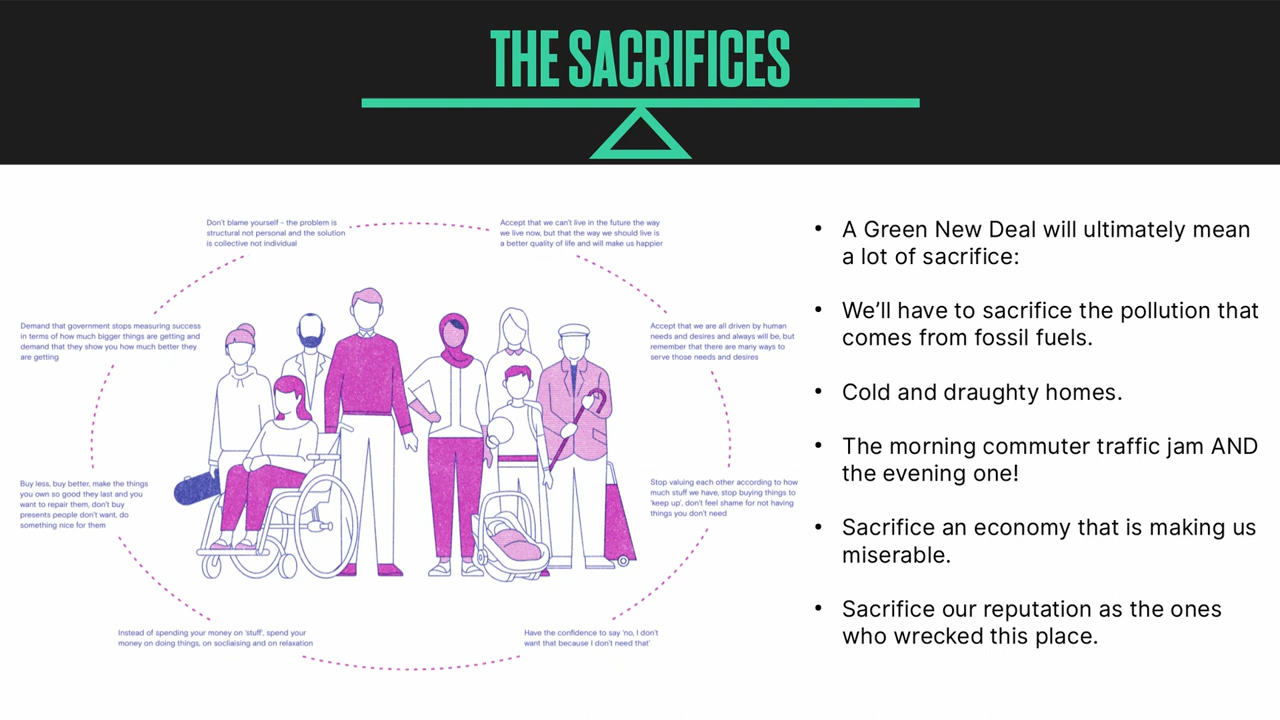 THE SACRIFICES
Don't blame yourself – the problem is
structural not personal and the solution
is collective not individual
Accept that we can't live in the future the way
we live now, but that the way we should live is
a better quality of life and will make us happier
Demand that government stops measuring success
in terms of how much bigger things are getting and
demand that they show you how much better they
are getting
Accept that we are all driven by human
needs and desires and always will be, but
remember that there are many ways to
serve those needs and desires
Buy less, buy better, make the things
you own so good they last and you
want to repair them, don't buy
presents people don't want, do
something nice for them
Stop valuing each other according to how
much stuff we have, stop buying things to
'keep up', don't feel shame for not having
things you don't need
Instead of spending your money on 'stuff', spend your
money on doing things, on socliaising and on relaxation
Have the confidence to say 'no, I don't
want that because I don't need that'
• A Green New Deal will ultimately mean
a lot of sacrifice:
• We'll have to sacrifice the pollution that
comes from fossil fuels.
• Cold and draughty homes.
• The morning commuter traffic jam AND
the evening one!
• Sacrifice an economy that is making us
miserable.
• Sacrifice our reputation as the ones
who wrecked this place.